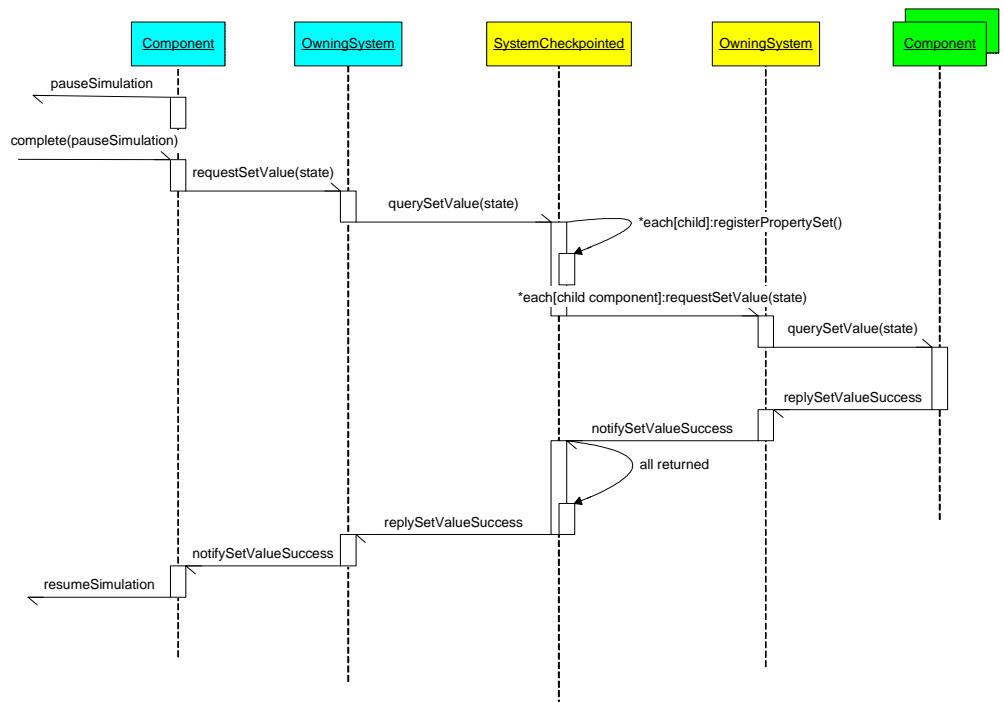 Component
OwningSystem
SystemCheckpointed
OwningSystem
Component
pauseSimulation
complete(pauseSimulation)
requestSetValue(state)
querySetValue(state)
*each[child]:registerPropertySet()
*each[child component]:requestSetValue(state)
querySetValue(state)
replySetValueSuccess
notifySetValueSuccess
all returned
replySetValueSuccess
notifySetValueSuccess
resumeSimulation